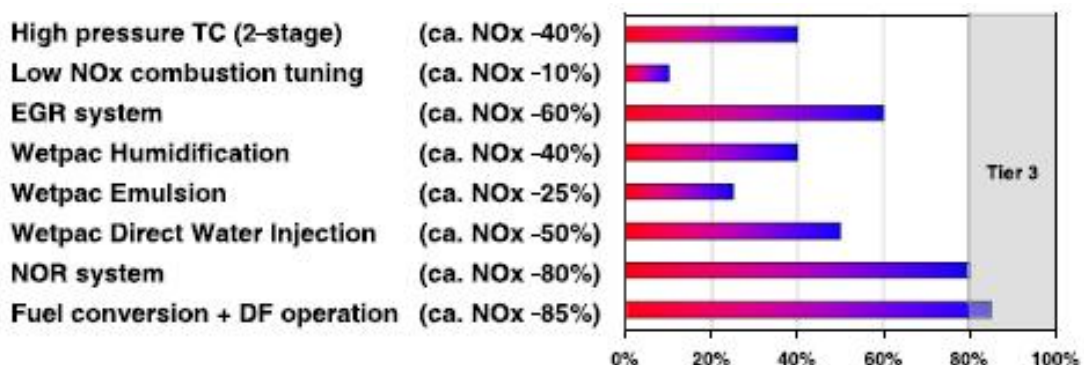 High pressure TC (2-stage) (ca. NOx -40%)
Low NOx combustion tuning (ca. NOx -10%)
EGR system (ca. NOx -60%)
Wetpac Humidification (ca. NOx -40%)
Wetpac Emulsion (ca. NOx -25%)
Wetpac Direct Water Injection (ca. NOx -50%)
NOR system (ca. NOx -80%)
Fuel conversion + DF operation (ca. NOx -85%)
Tier 3
0% 20% 40% 60% 80% 100%